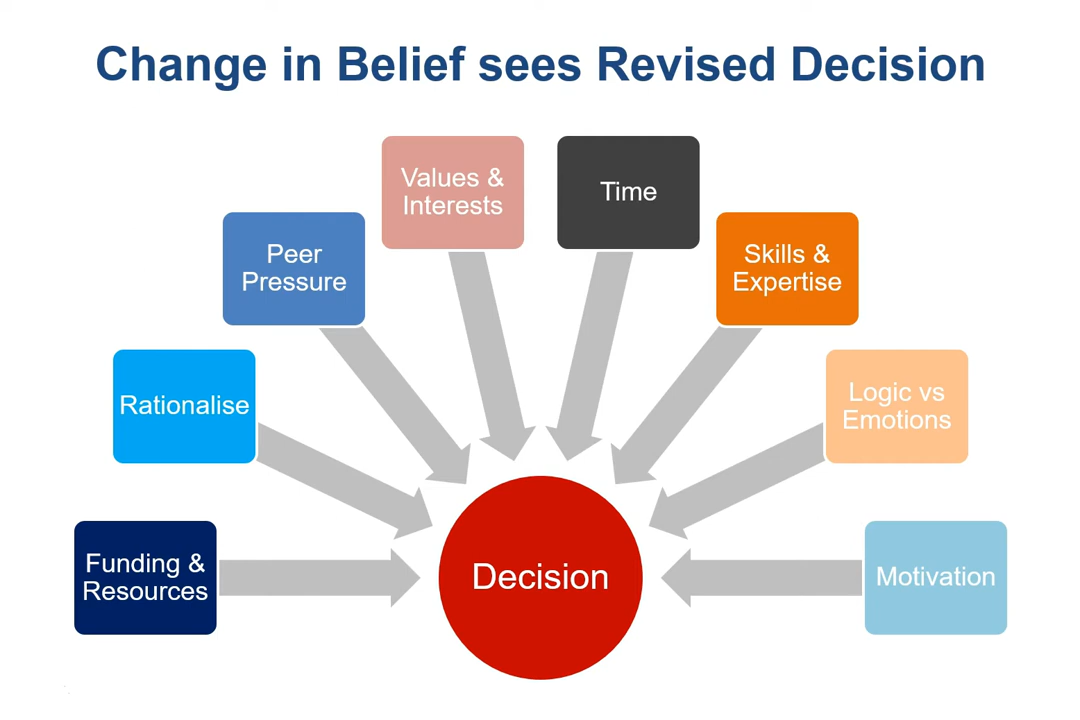 Change in Belief sees Revised Decision
Values &
Interests
Time
Peer
Pressure
Skills &
Expertise
Rationalise
Logic vs
Emotions
Funding &
Resources
Decision
Motivation